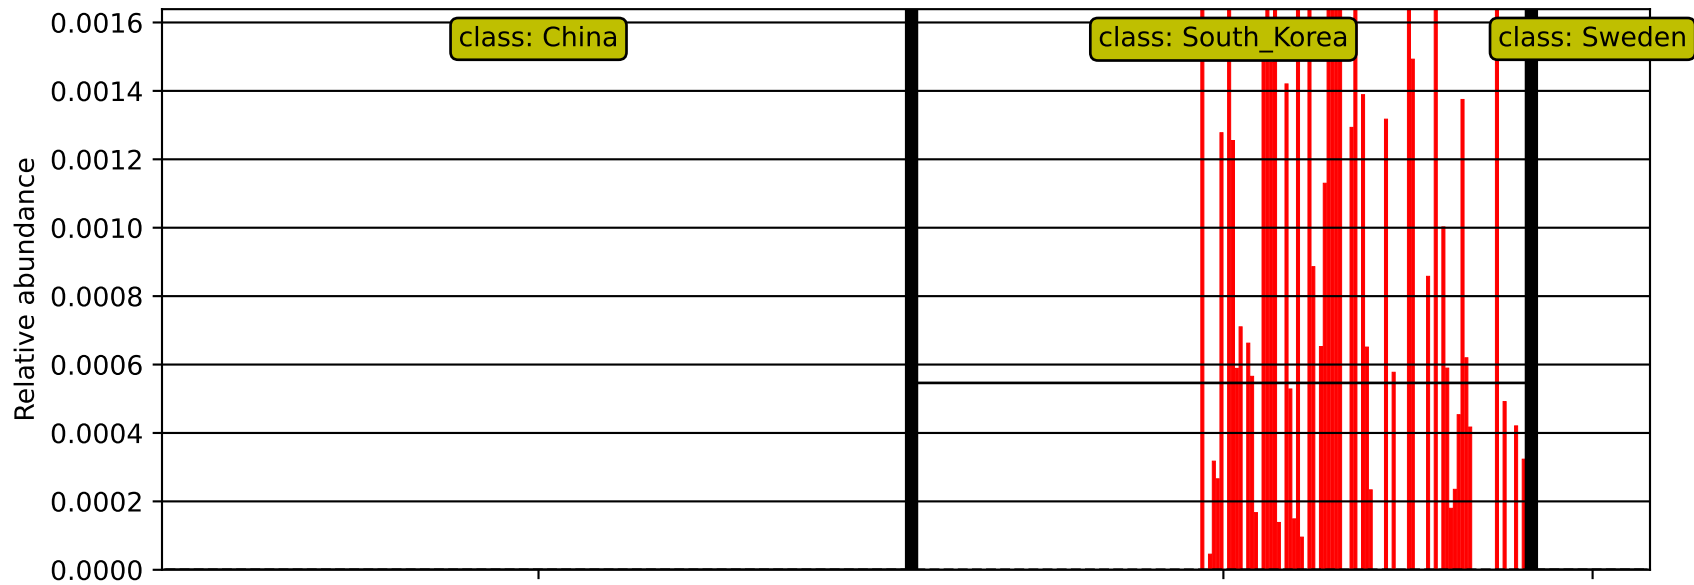 class: China
class: South_Korea
class: Sweden
Relative abundance
0.0016
0.0014
0.0012
0.0010
0.0008
0.0006
0.0004
0.0002
0.0000